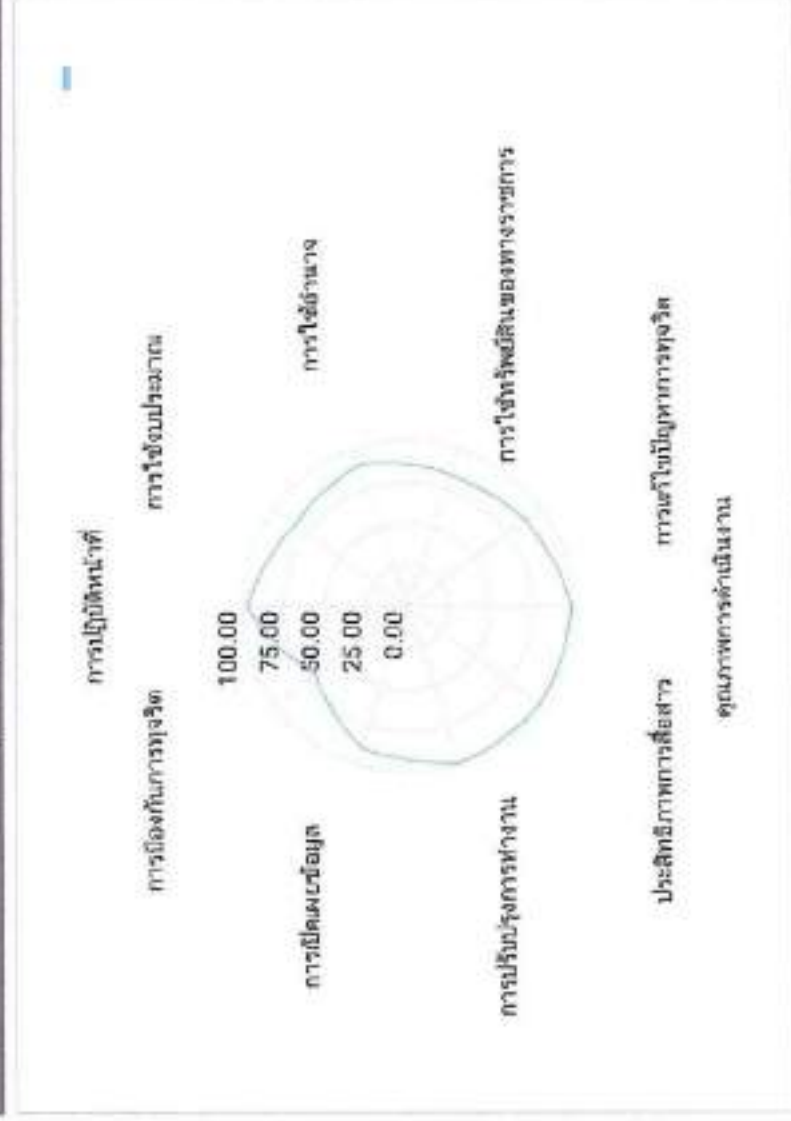 การปฏิบัติหน้าที่
การป้องกันการทุจริต
การใช้งบประมาณ
100.00
75.00
50.00
25.00
0.00
การเปิดเผยข้อมูล
การใช้อำนาจ
การปรับปรุงการทำงาน
การใช้ทรัพย์สินของทางราชการ
ประสิทธิภาพการสื่อสาร
การแก้ไขปัญหาการทุจริต
คุณภาพการดำเนินงาน